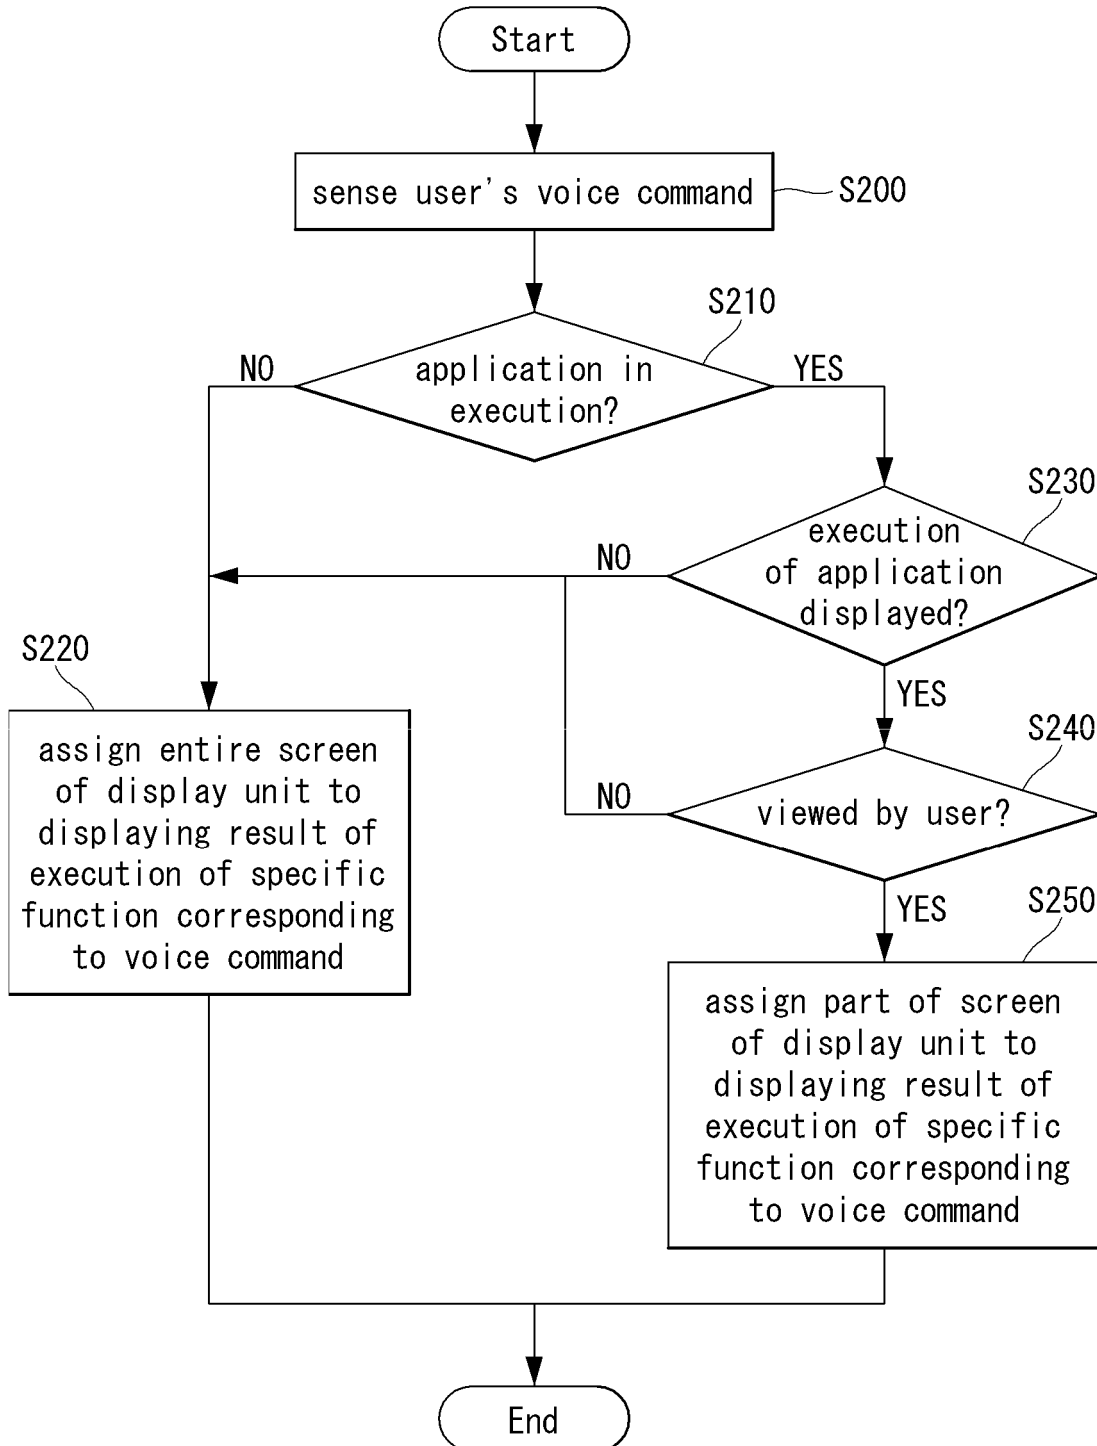 Start
sense user's voice command
S200
S210
NO
application in
execution?
YES
S230
NO
execution
of application
displayed?
S220
YES
assign entire screen
of display unit to
displaying result of
execution of specific
function corresponding
to voice command
S240
NO
viewed by user?
YES
S250
assign part of screen
of display unit to
displaying result of
execution of specific
function corresponding
to voice command
End